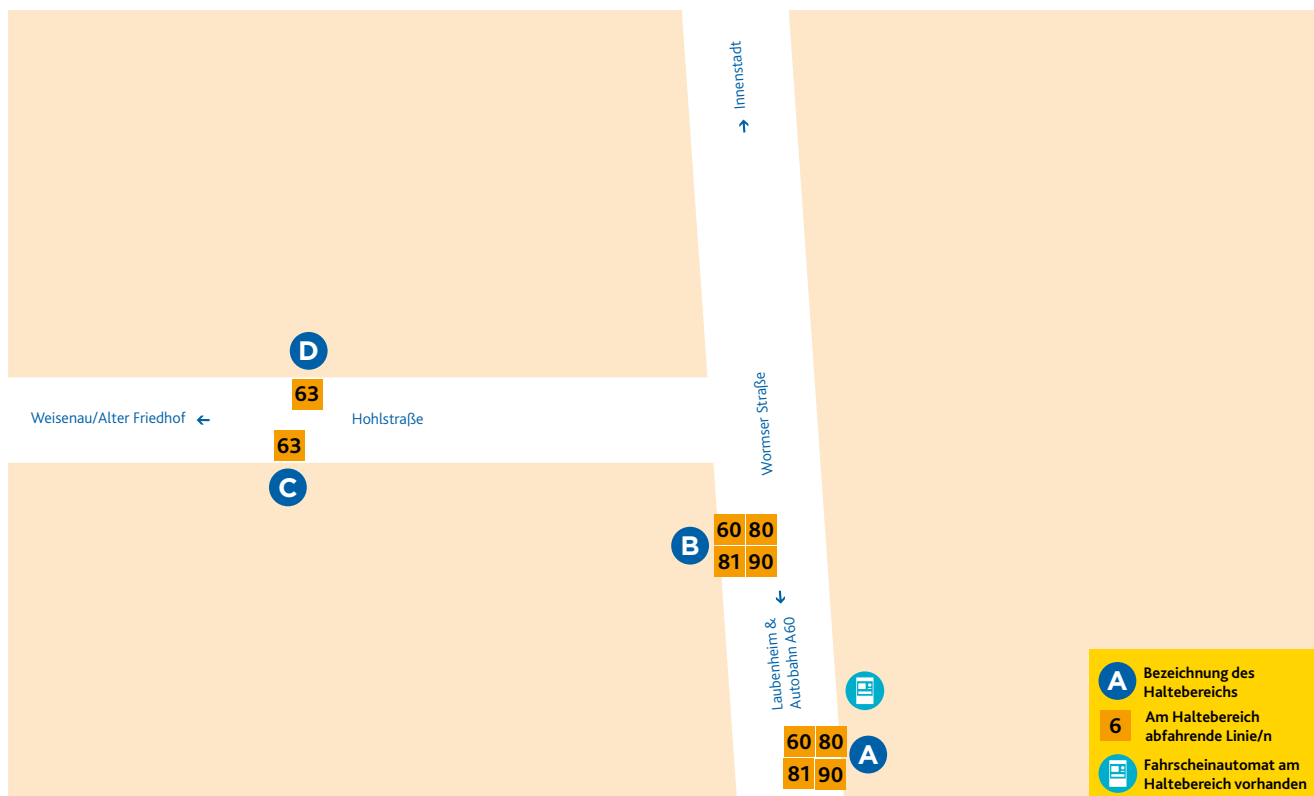 Innenstadt
D
63
Weisenau/Alter Friedhof
Hohlstraße
63
C
Wormser Straße
B
60 80
81 90
Laubenheim &
Autobahn A60
60 80
81 90
A
A
Bezeichnung des
Haltebereichs
6
Am Haltebereich
abfahrende Linie/n
Fahrscheinautomat am
Haltebereich vorhanden